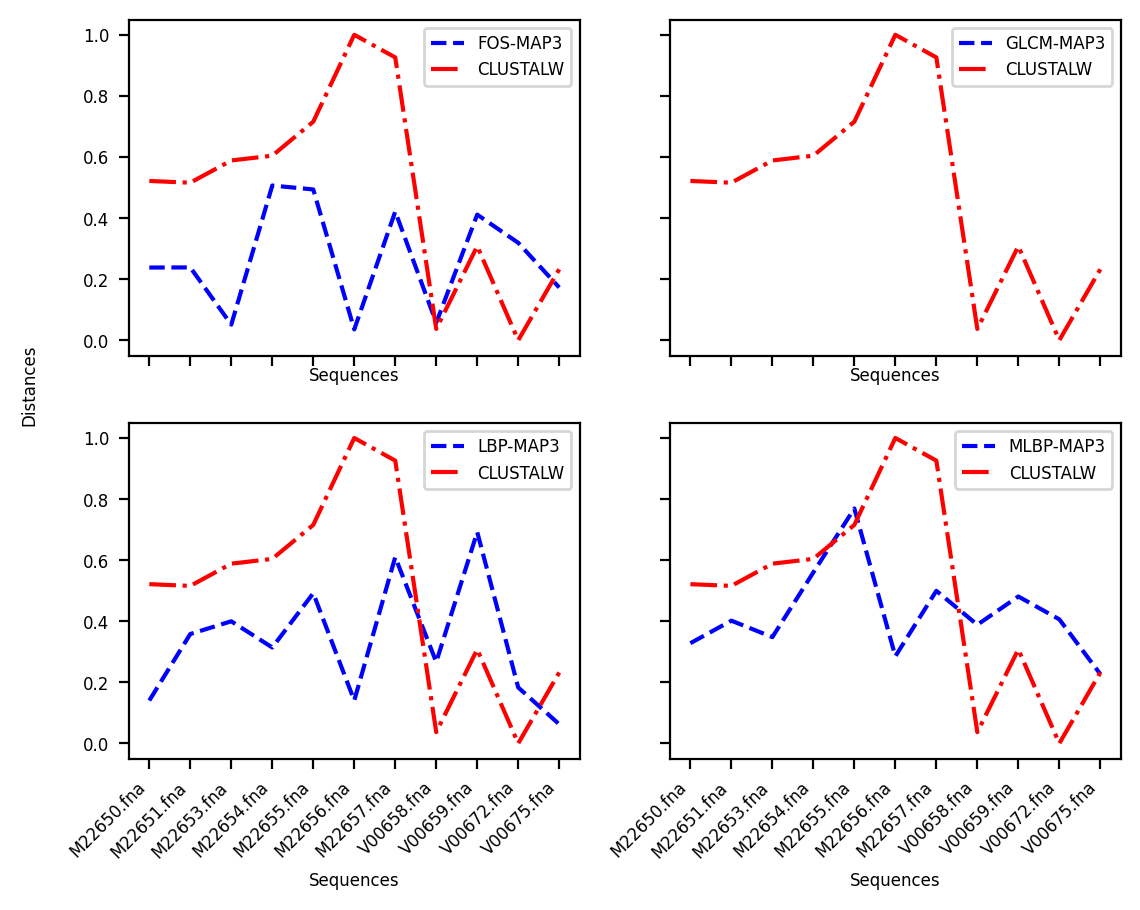 1.0
0.8
0.6
0.4
0.2
0.0
FOS-MAP3
CLUSTALW
Sequences
GLCM-MAP3
CLUSTALW
Sequences
Distances
1.0
0.8
0.6
0.4
0.2
0.0
LBP-MAP3
CLUSTALW
M22650.fna
M22651.fna
M22653.fna
M22654.fna
M22655.fna
M22656.fna
M22657.fna
V00658.fna
V00659.fna
V00672.fna
V00675.fna
Sequences
MLBP-MAP3
CLUSTALW
M22650.fna
M22651.fna
M22653.fna
M22654.fna
M22655.fna
M22656.fna
M22657.fna
V00658.fna
V00659.fna
V00672.fna
V00675.fna
Sequences